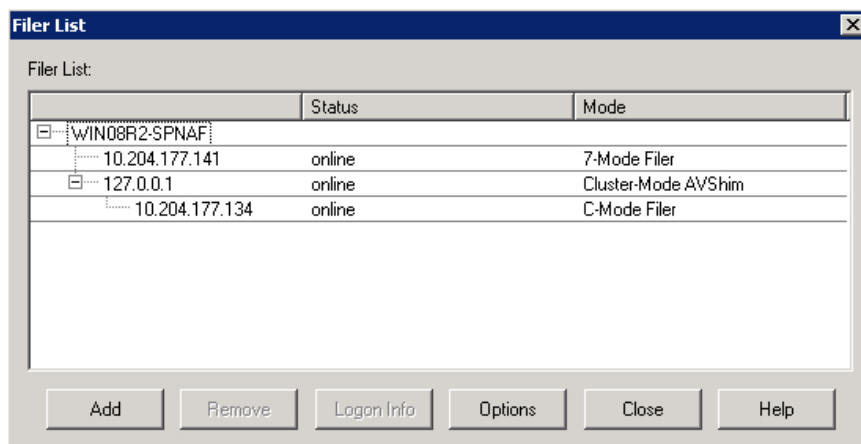 Filer List
Filer List:
Status Mode
WIN08R2-SPNAF
10.204.177.141 online 7-Mode Filer
127.0.0.1 online Cluster-Mode AVShim
10.204.177.134 online C-Mode Filer
Add Remove Logon Info Options Close Help